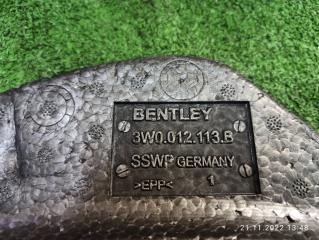 BENTLEY
3W0.012.113.B
SSWP GERMANY
>EPP< 1
21.11.2022 13:48